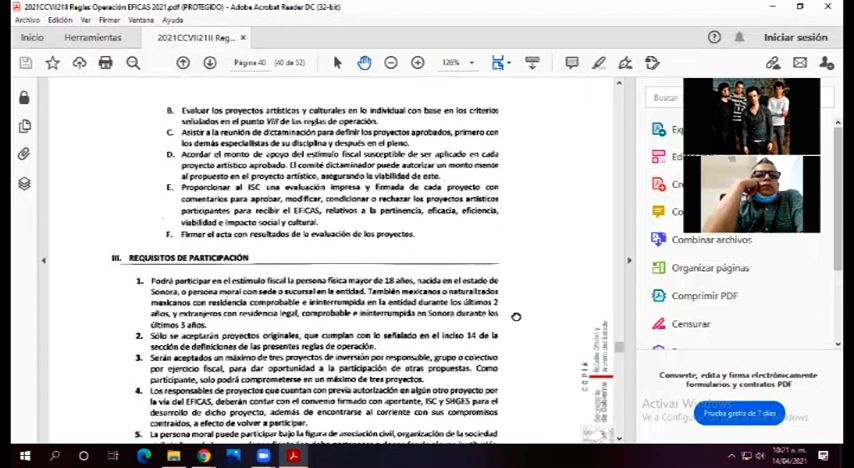 2021CCVII21II Reglas Operación EFICAS 2021.pdf (PROTEGIDO) - Adobe Acrobat Reader DC (32-bit)
Archivo Edición Ver Firmar Ventana Ayuda
Inicio Herramientas 2021CCVII21II Reg... × Iniciar sesión
Página 40 (40 de 52) 126%
Buscar
B. Evaluar los proyectos artísticos y culturales en lo individual con base en los criterios
señalados en el punto VIII de las reglas de operación.
C. Asistir a la reunión de dictaminación para definir los proyectos aprobados, primero con
los demás especialistas de su disciplina y después en el pleno.
D. Acordar el monto de apoyo del estímulo fiscal susceptible de ser aplicado en cada
proyecto artístico aprobado. El comité dictaminador puede autorizar un monto menor
al propuesto en el proyecto artístico, asegurando la viabilidad de este.
E. Proporcionar al ISC una evaluación impresa y firmada de cada proyecto con
comentarios para aprobar, modificar, condicionar o rechazar los proyectos artísticos
participantes para recibir el EFICAS, relativos a la pertinencia, eficacia, eficiencia,
viabilidad e impacto social y cultural.
F. Firmar el acta con resultados de la evaluación de los proyectos.
III. REQUISITOS DE PARTICIPACIÓN
1. Podrá participar en el estímulo fiscal la persona física mayor de 18 años, nacida en el estado de
Sonora, o persona moral con sede o sucursal en la entidad. También mexicanos o naturalizados
mexicanos con residencia comprobable e ininterrumpida en la entidad durante los últimos 2
años, y extranjeros con residencia legal, comprobable e ininterrumpida en Sonora durante los
últimos 3 años.
2. Sólo se aceptarán proyectos originales, que cumplan con lo señalado en el inciso 14 de la
sección de definiciones de las presentes reglas de operación.
3. Serán aceptados un máximo de tres proyectos de inversión por responsable, grupo o colectivo
por ejercicio fiscal, para dar oportunidad a la participación de otras propuestas. Como
participante, solo podrá comprometerse en un máximo de tres proyectos.
4. Los responsables de proyectos que cuentan con previa autorización en algún otro proyecto por
la vía del EFICAS, deberán contar con el convenio firmado con aportante, ISC y SHGES para el
desarrollo de dicho proyecto, además de encontrarse al corriente con sus compromisos
contraídos, a efecto de volver a participar.
5. La persona moral puede participar bajo la figura de asociación civil, organización de la sociedad
COPIA
Secretaría
de Gobierno
Combinar archivos
Organizar páginas
Comprimir PDF
Censurar
Convierte, edita y firma electrónicamente
formularios y contratos PDF
Activar Windows
Prueba gratis de 7 días
10:21 p. m.
14/04/2021